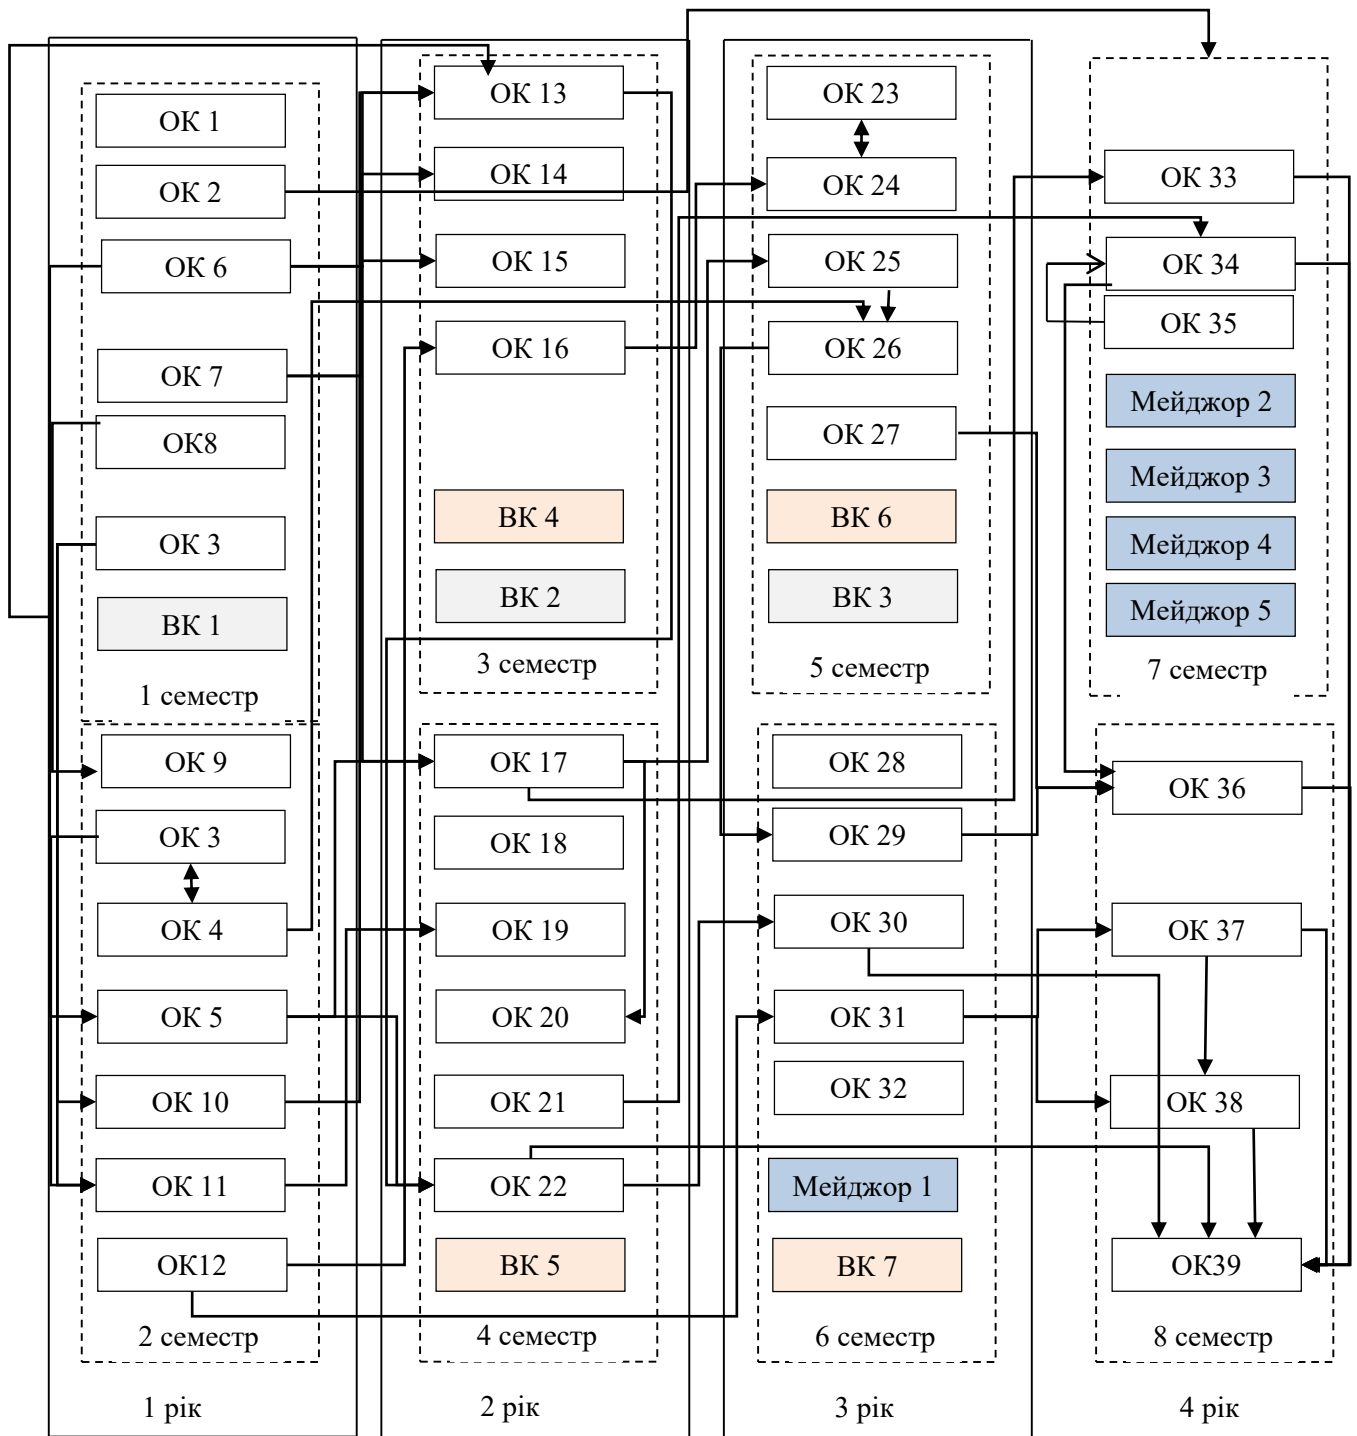 ОК 1
ОК 2
ОК 6
ОК 7
ОК8
ОК 3
ВК 1
1 семестр
ОК 9
ОК 3
ОК 4
ОК 5
ОК 10
ОК 11
ОК12
2 семестр
1 рік
ОК 13
ОК 14
ОК 15
ОК 16
ВК 4
ВК 2
3 семестр
ОК 17
ОК 18
ОК 19
ОК 20
ОК 21
ОК 22
ВК 5
4 семестр
2 рік
ОК 23
ОК 24
ОК 25
ОК 26
ОК 27
ВК 6
ВК 3
5 семестр
ОК 28
ОК 29
ОК 30
ОК 31
ОК 32
Мейджор 1
ВК 7
6 семестр
3 рік
ОК 33
ОК 34
ОК 35
Мейджор 2
Мейджор 3
Мейджор 4
Мейджор 5
7 семестр
ОК 36
ОК 37
ОК 38
ОК39
8 семестр
4 рік